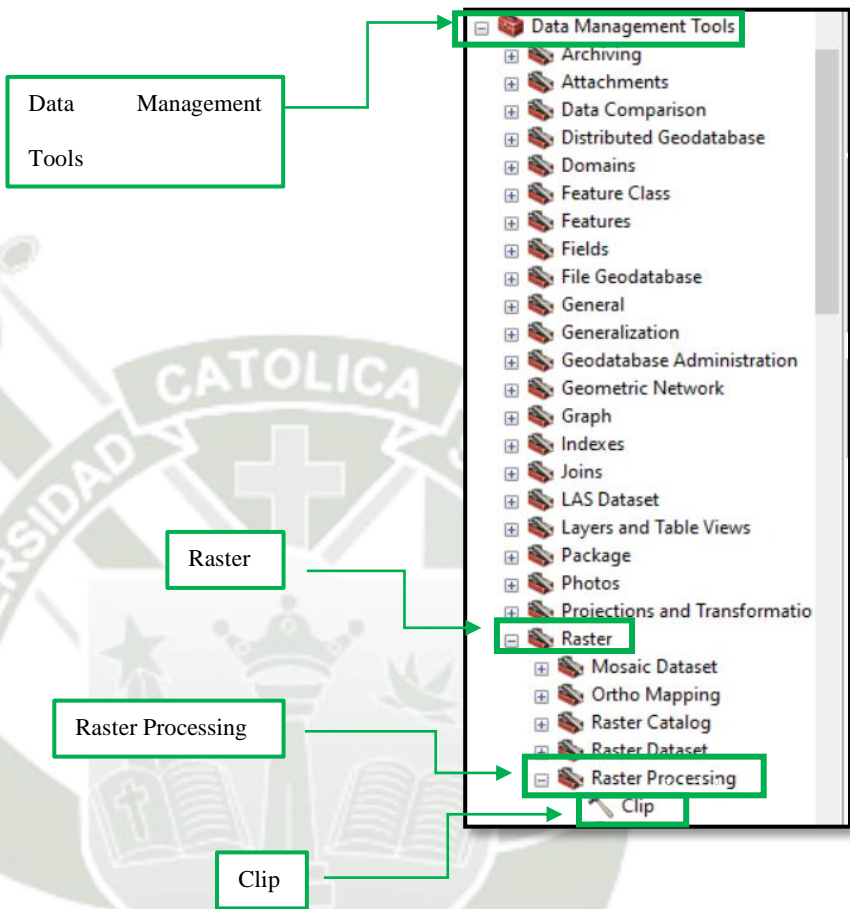 Data Management
Tools
Raster
Raster Processing
Clip
Data Management Tools
Archiving
Attachments
Data Comparison
Distributed Geodatabase
Domains
Feature Class
Features
Fields
File Geodatabase
General
Generalization
Geodatabase Administration
Geometric Network
Graph
Indexes
Joins
LAS Dataset
Layers and Table Views
Package
Photos
Projections and Transformatio
Raster
Mosaic Dataset
Ortho Mapping
Raster Catalog
Raster Dataset
Raster Processing
Clip
CATOLICA